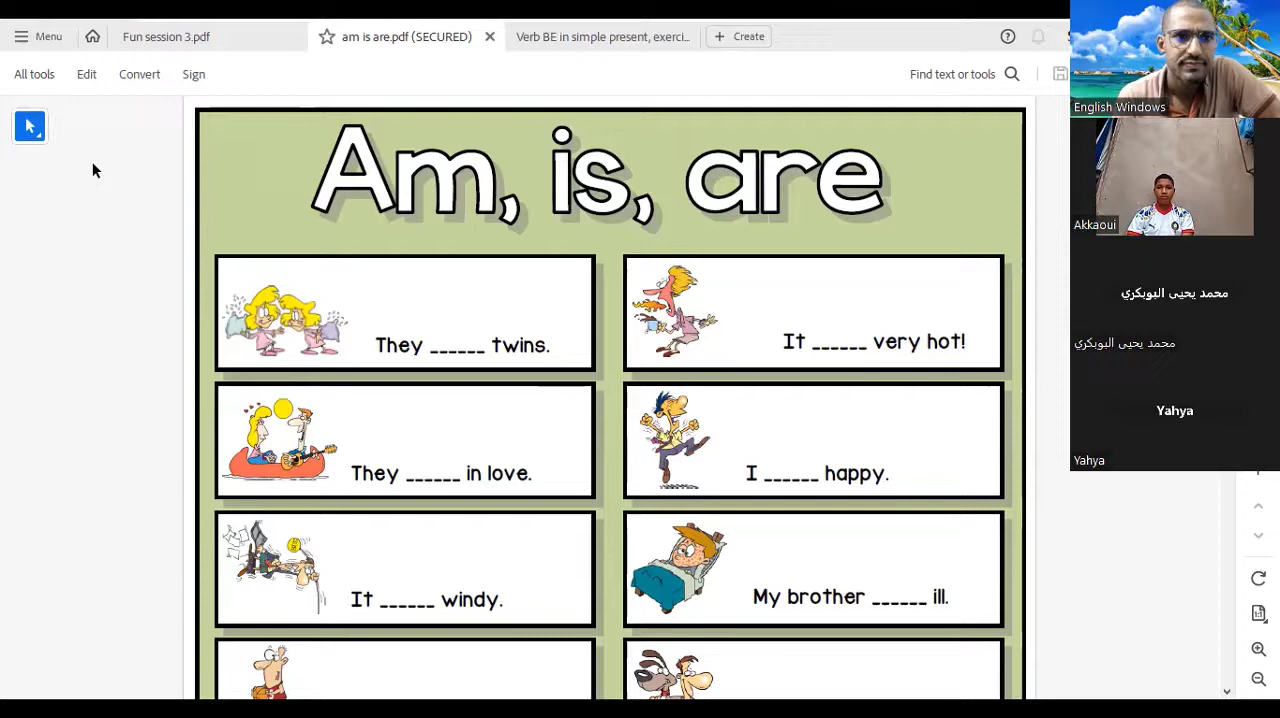 Menu
Fun session 3.pdf
am is are.pdf (SECURED)
Verb BE in simple present, exerci...
Create
All tools
Edit
Convert
Sign
Find text or tools
English Windows
Akkaoui
محمد يحيى البوبكري
محمد يحيى البوبكري
Yahya
Yahya
Am, is, are
They ______ twins.
It ______ very hot!
They ______ in love.
I ______ happy.
It ______ windy.
My brother ______ ill.